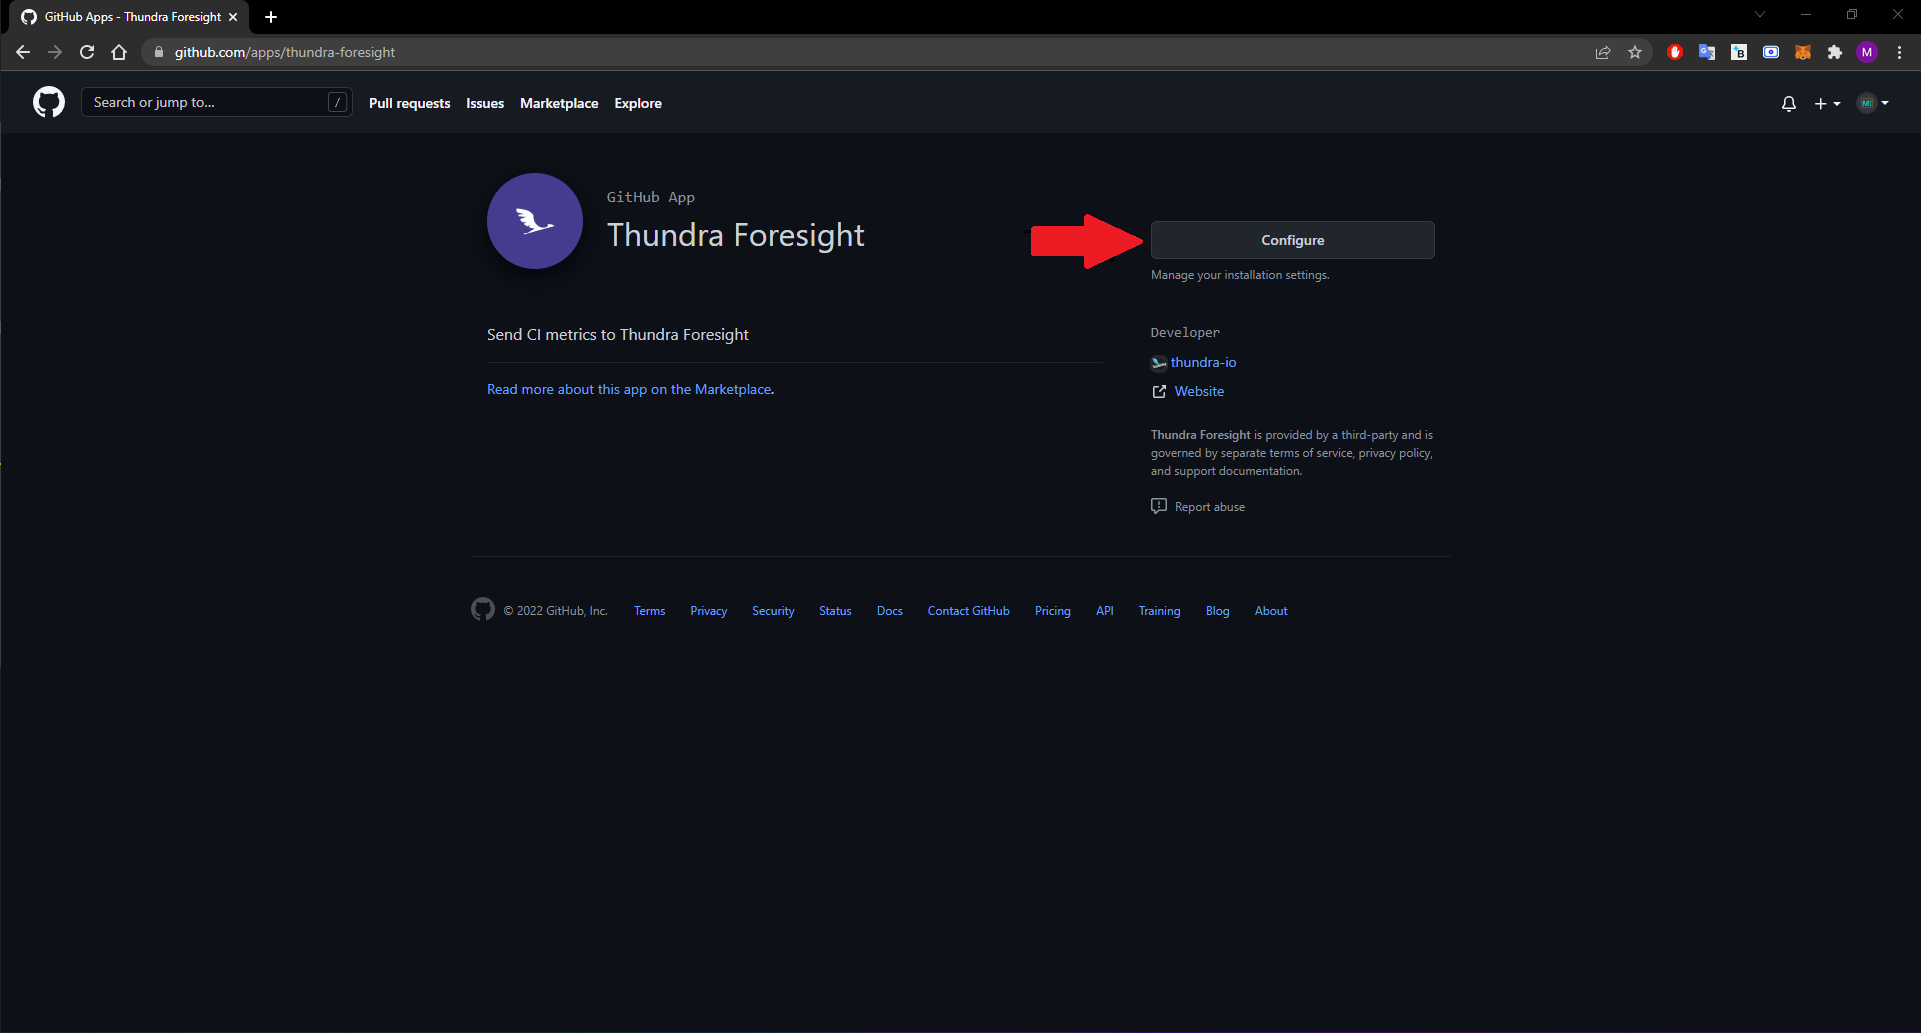 GitHub Apps - Thundra Foresight
github.com/apps/thundra-foresight
M
Search or jump to...
/
Pull requests
Issues
Marketplace
Explore
GitHub App
Thundra Foresight
Configure
Manage your installation settings.
Send CI metrics to Thundra Foresight
Read more about this app on the Marketplace.
Developer
thundra-io
Website
Thundra Foresight is provided by a third-party and is
governed by separate terms of service, privacy policy,
and support documentation.
Report abuse
© 2022 GitHub, Inc.
Terms
Privacy
Security
Status
Docs
Contact GitHub
Pricing
API
Training
Blog
About